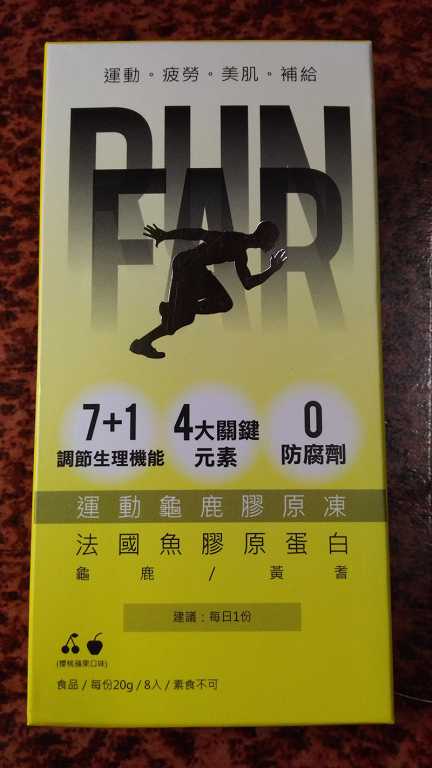 運動。疲勞。美肌。補給
RUN
FAR
7+1
調節生理機能
4大關鍵
元素
0
防腐劑
運動龜鹿膠原凍
法國魚膠原蛋白
龜鹿/黃耆
建議:每日1份
(櫻桃蘋果口味)
食品/每份20g/8入/素食不可